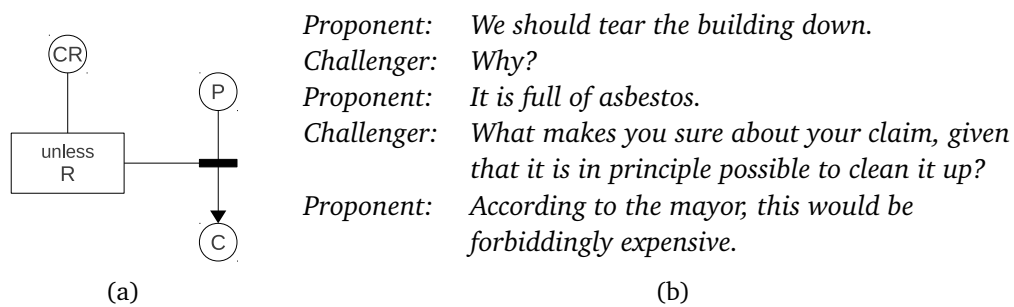 CR
P
unless
R
C
(a)
Proponent: We should tear the building down.
Challenger: Why?
Proponent: It is full of asbestos.
Challenger: What makes you sure about your claim, given
that it is in principle possible to clean it up?
Proponent: According to the mayor, this would be
forbiddingly expensive.
(b)